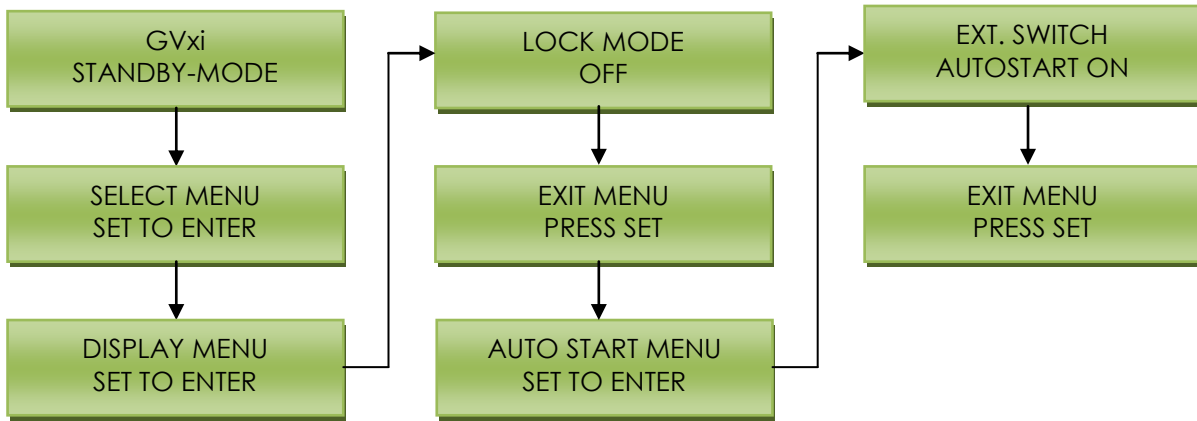 GVxi
STANDBY-MODE
SELECT MENU
SET TO ENTER
DISPLAY MENU
SET TO ENTER
LOCK MODE
OFF
EXIT MENU
PRESS SET
AUTO START MENU
SET TO ENTER
EXT. SWITCH
AUTOSTART ON
EXIT MENU
PRESS SET